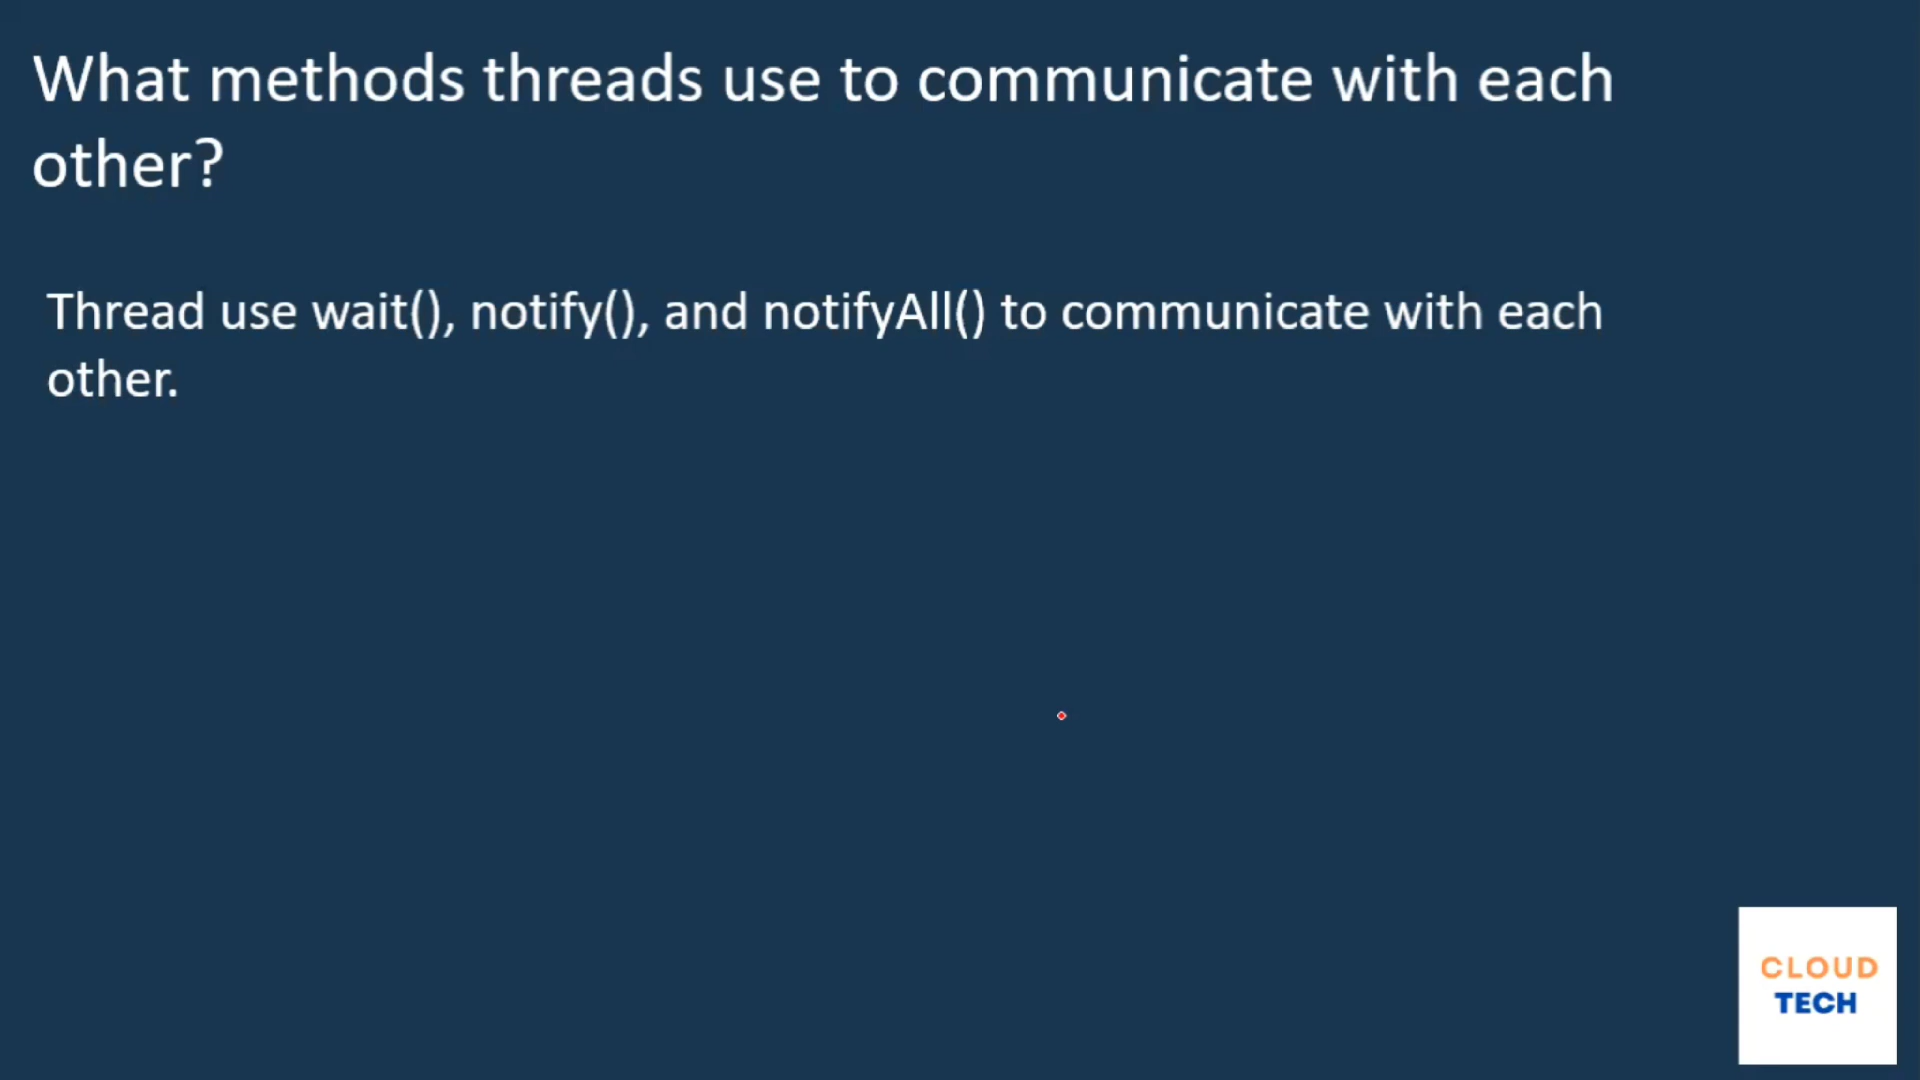 What methods threads use to communicate with each
other?
Thread use wait(), notify(), and notifyAll() to communicate with each
other.
CLOUD
TECH